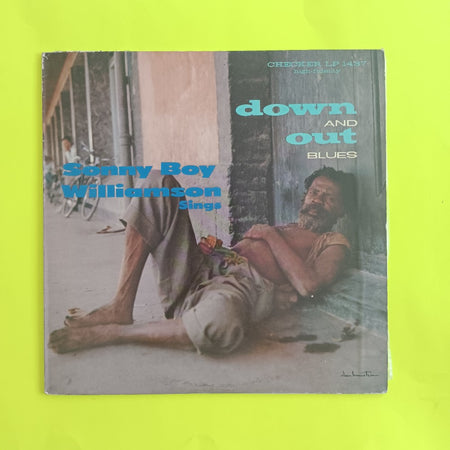 CHECKER LP 1437
high-fidelity
down
AND
out
BLUES
Sonny Boy
Williamson
Sings